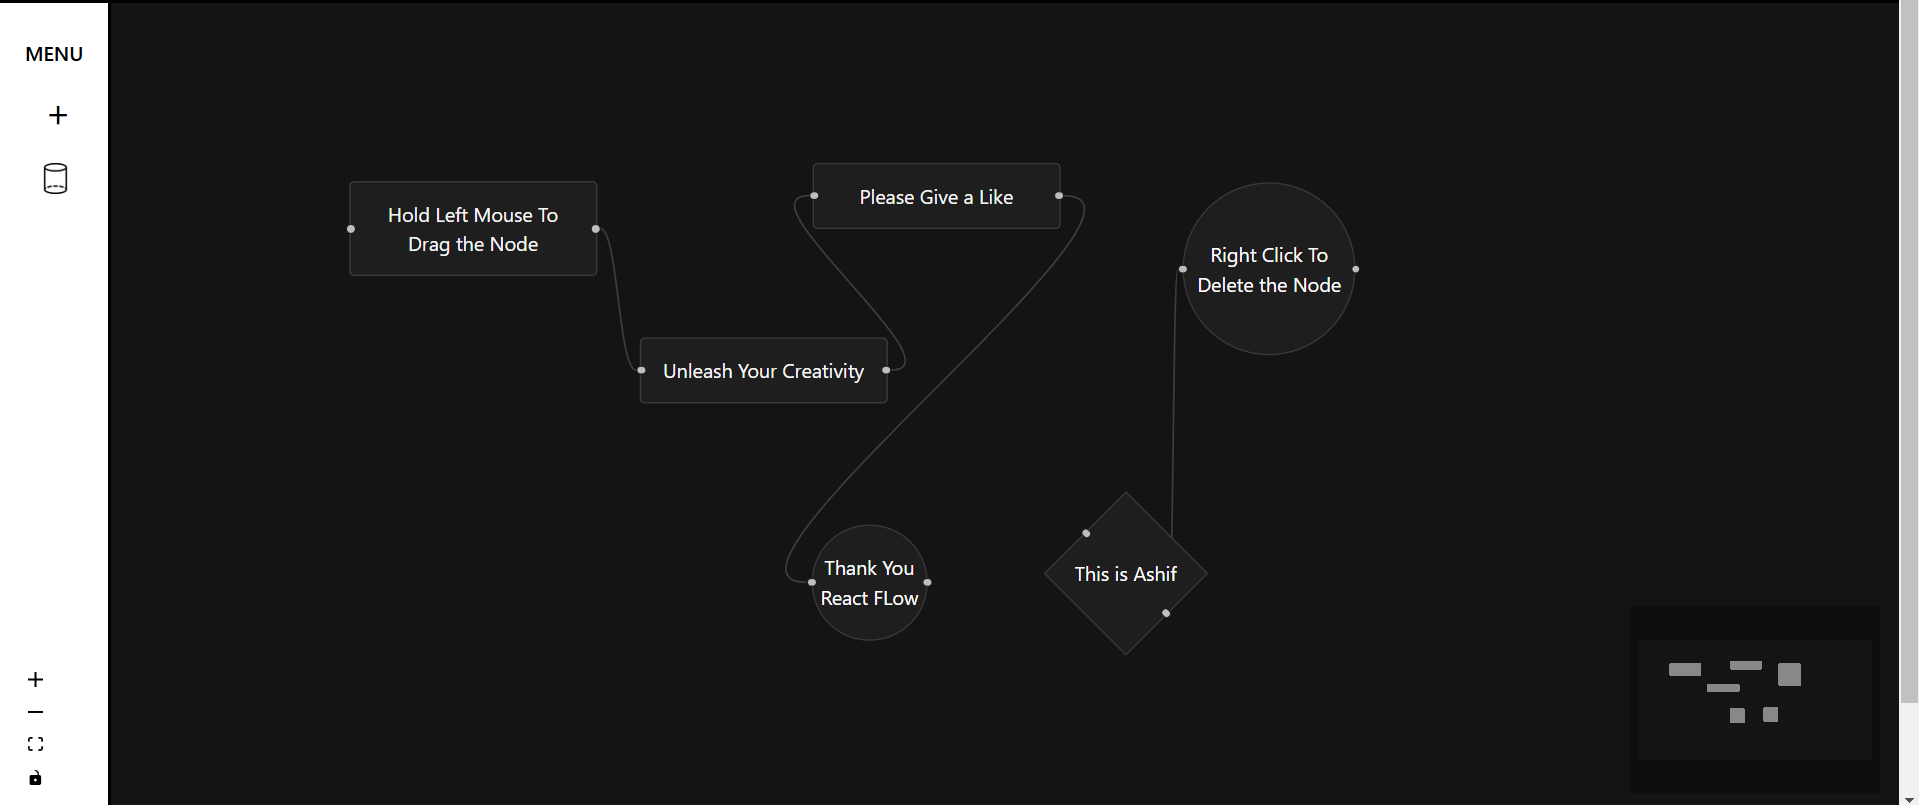 MENU
Hold Left Mouse To
Drag the Node
Please Give a Like
Right Click To
Delete the Node
Unleash Your Creativity
Thank You
React FLow
This is Ashif